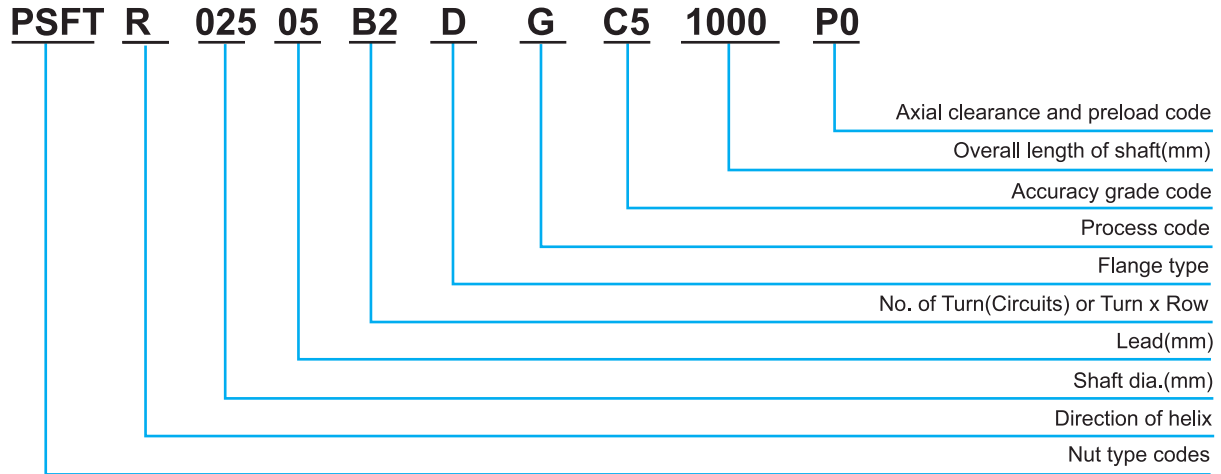 PSFT R 025 05 B2 D G C5 1000 P0
Axial clearance and preload code
Overall length of shaft(mm)
Accuracy grade code
Process code
Flange type
No. of Turn(Circuits) or Turn x Row
Lead(mm)
Shaft dia.(mm)
Direction of helix
Nut type codes